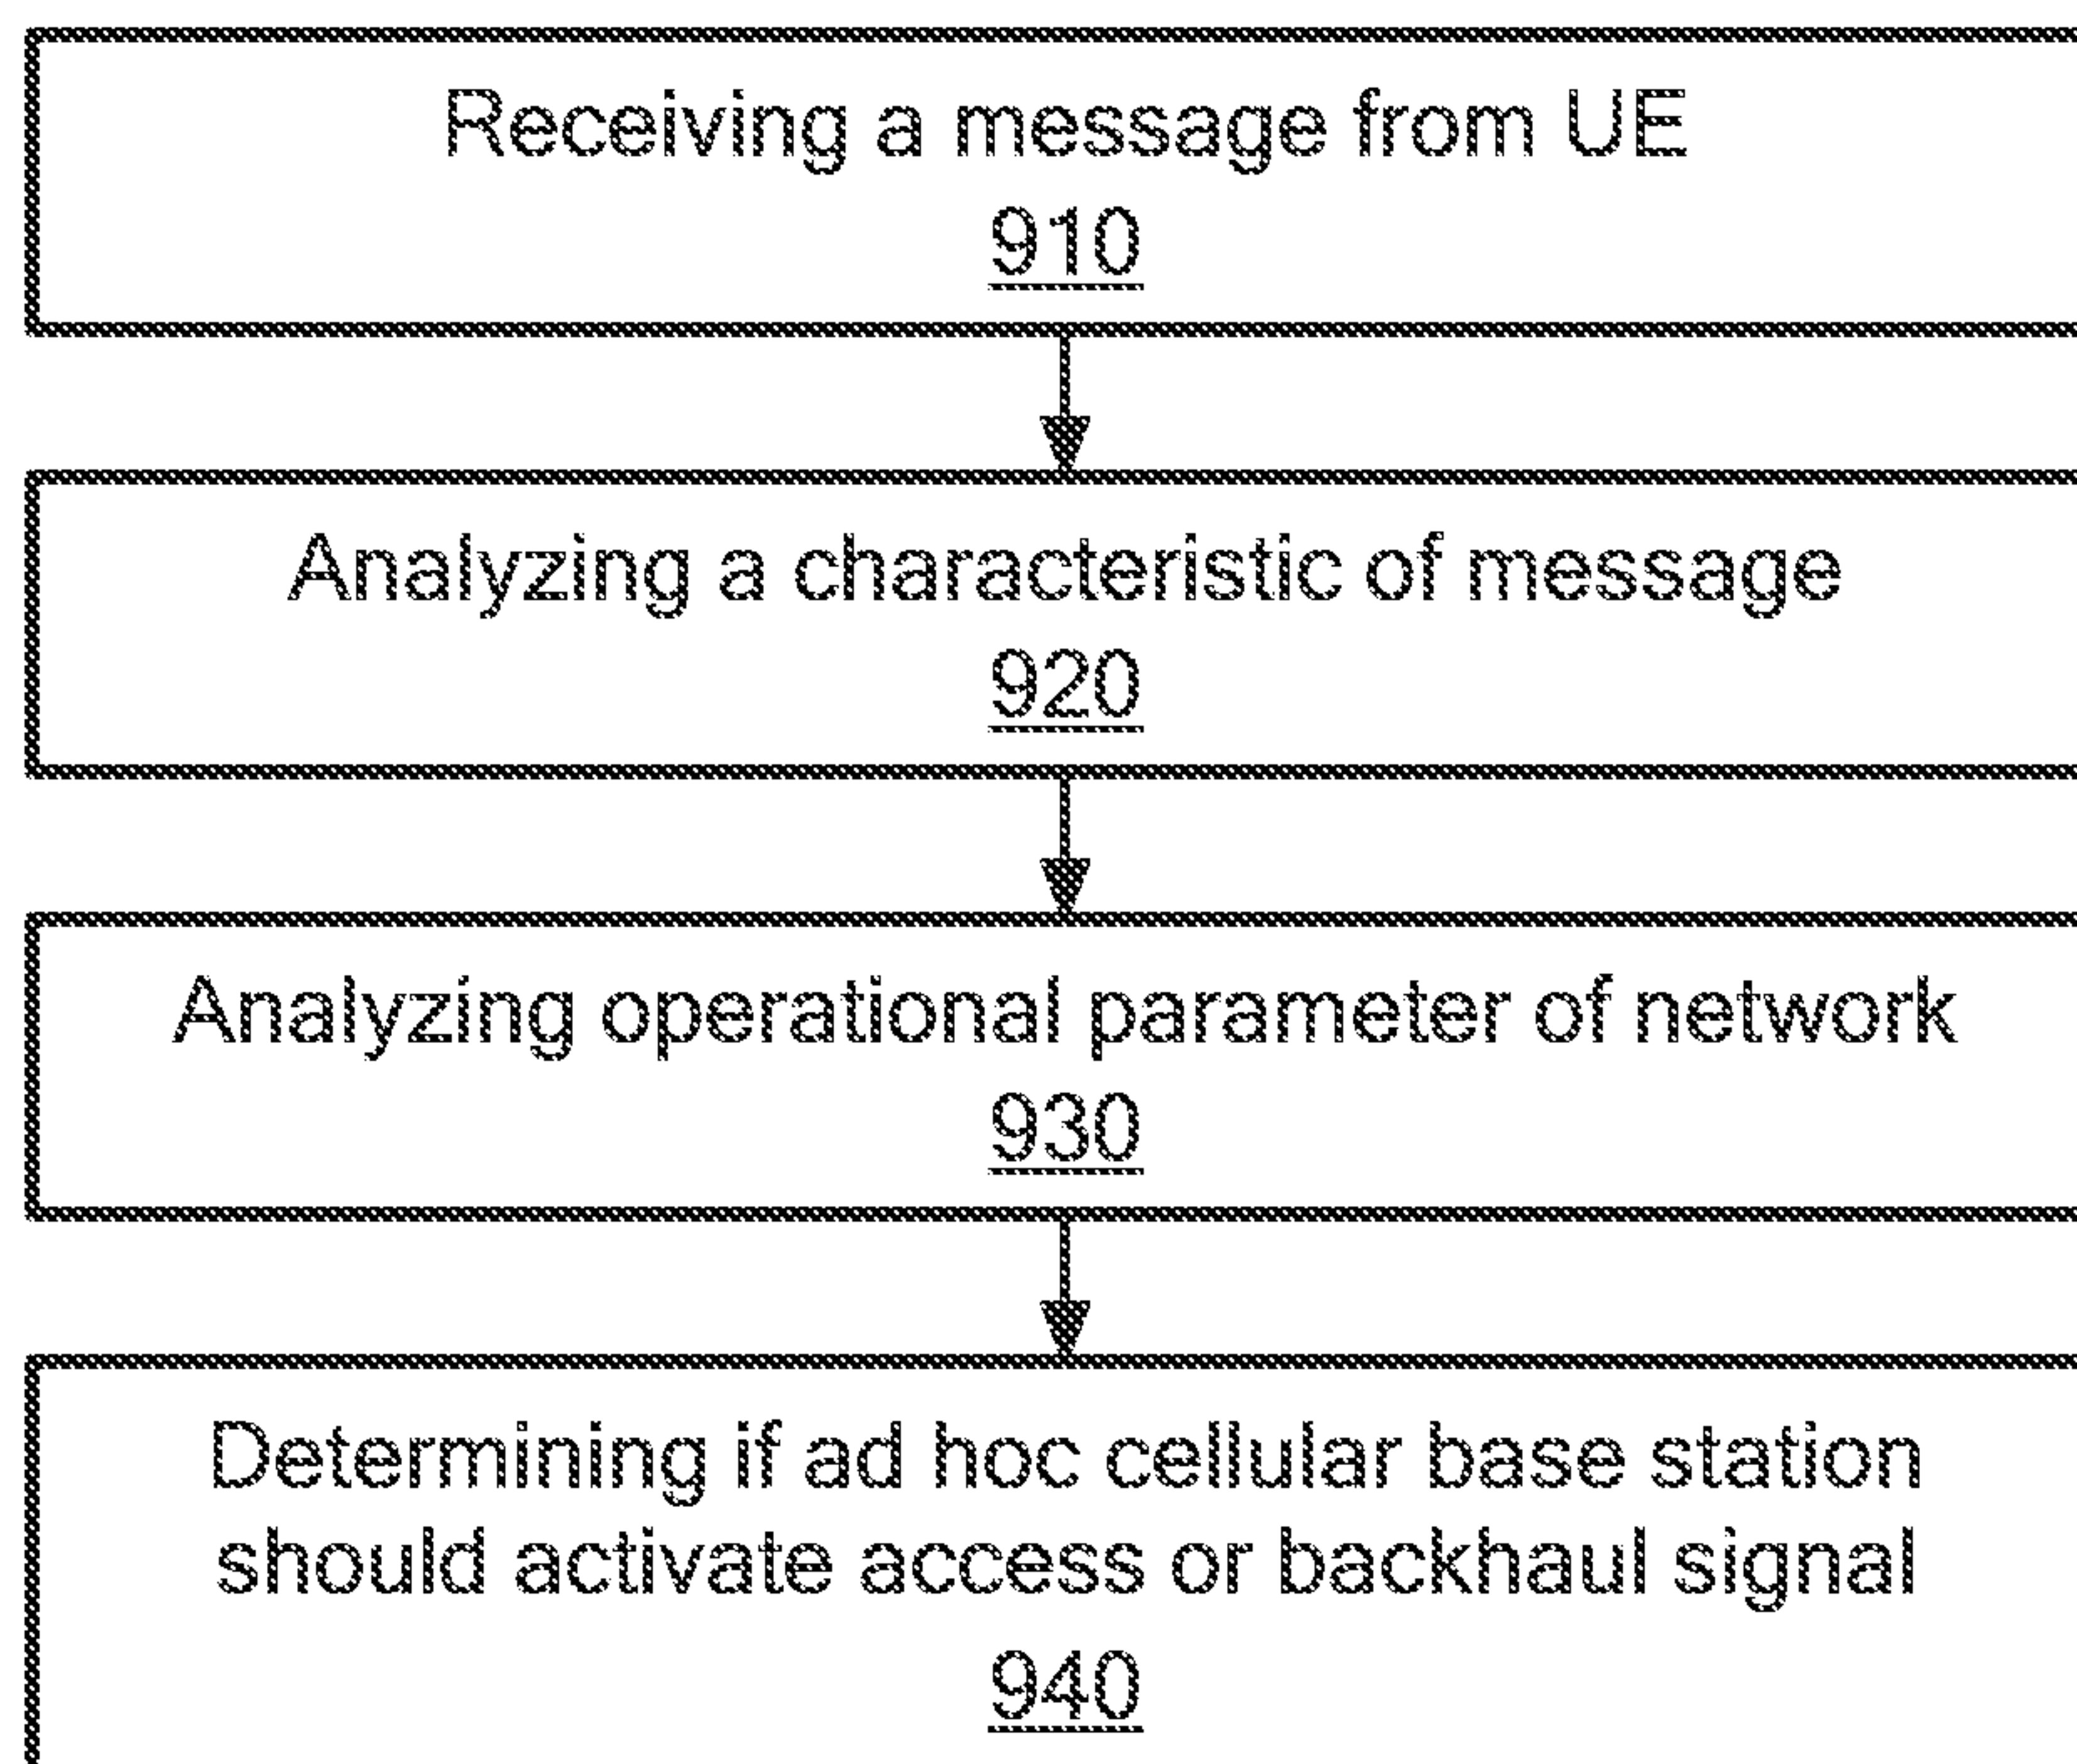 Receiving a message from UE
910
Analyzing a characteristic of message
920
Analyzing operational parameter of network
930
Determining if ad hoc cellular base station
should activate access or backhaul signal
940